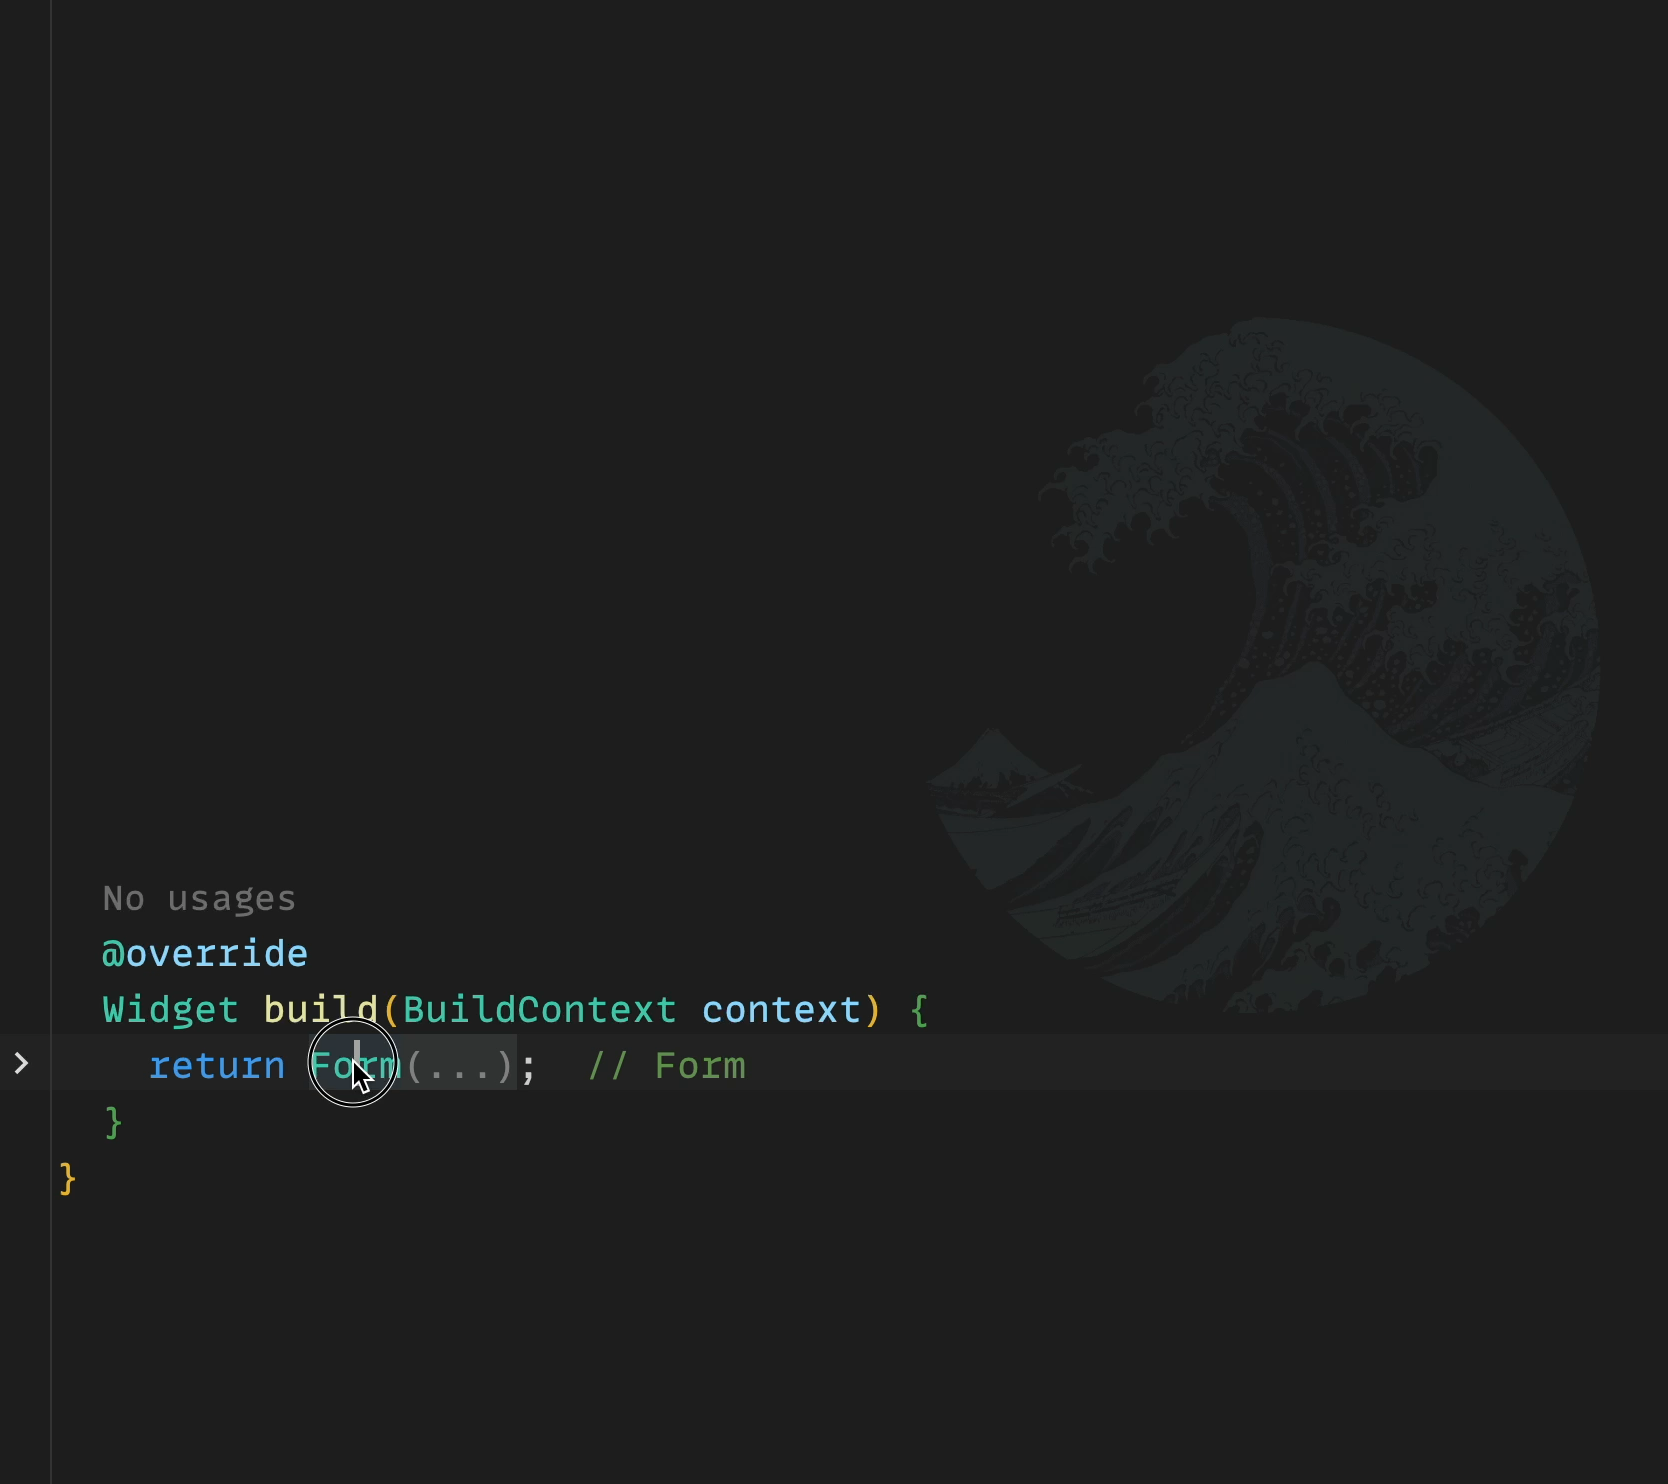 No usages
@override
Widget build(BuildContext context) {
return Form(...);  // Form
}
}